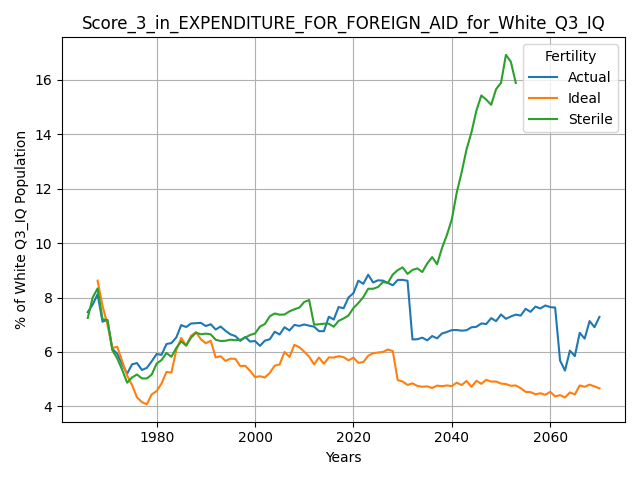 Score_3_in_EXPENDITURE_FOR_FOREIGN_AID_for_White_Q3_IQ
Fertility
Actual
Ideal
Sterile
% of White Q3_IQ Population
16
14
12
10
8
6
4
1980
2000
2020
2040
2060
Years